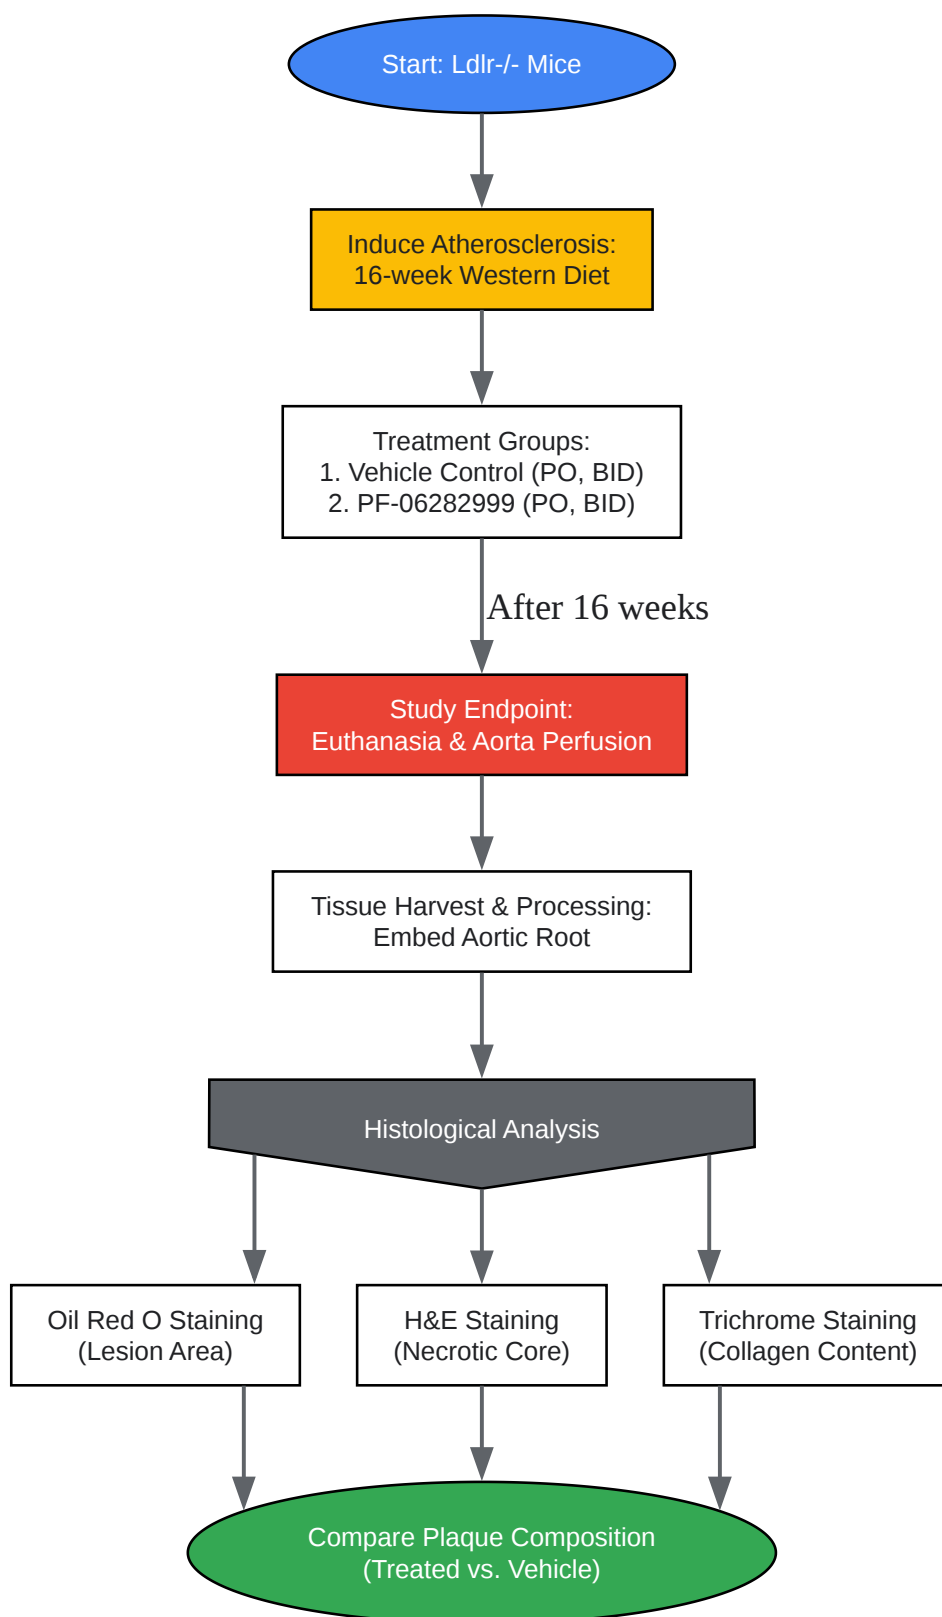 Start: Ldlr-/- Mice
Induce Atherosclerosis:
16-week Western Diet
Treatment Groups:
1. Vehicle Control (PO, BID)
2. PF-06282999 (PO, BID)
After 16 weeks
Study Endpoint:
Euthanasia & Aorta Perfusion
Tissue Harvest & Processing:
Embed Aortic Root
Histological Analysis
Oil Red O Staining
(Lesion Area)
H&E Staining
(Necrotic Core)
Trichrome Staining
(Collagen Content)
Compare Plaque Composition
(Treated vs. Vehicle)